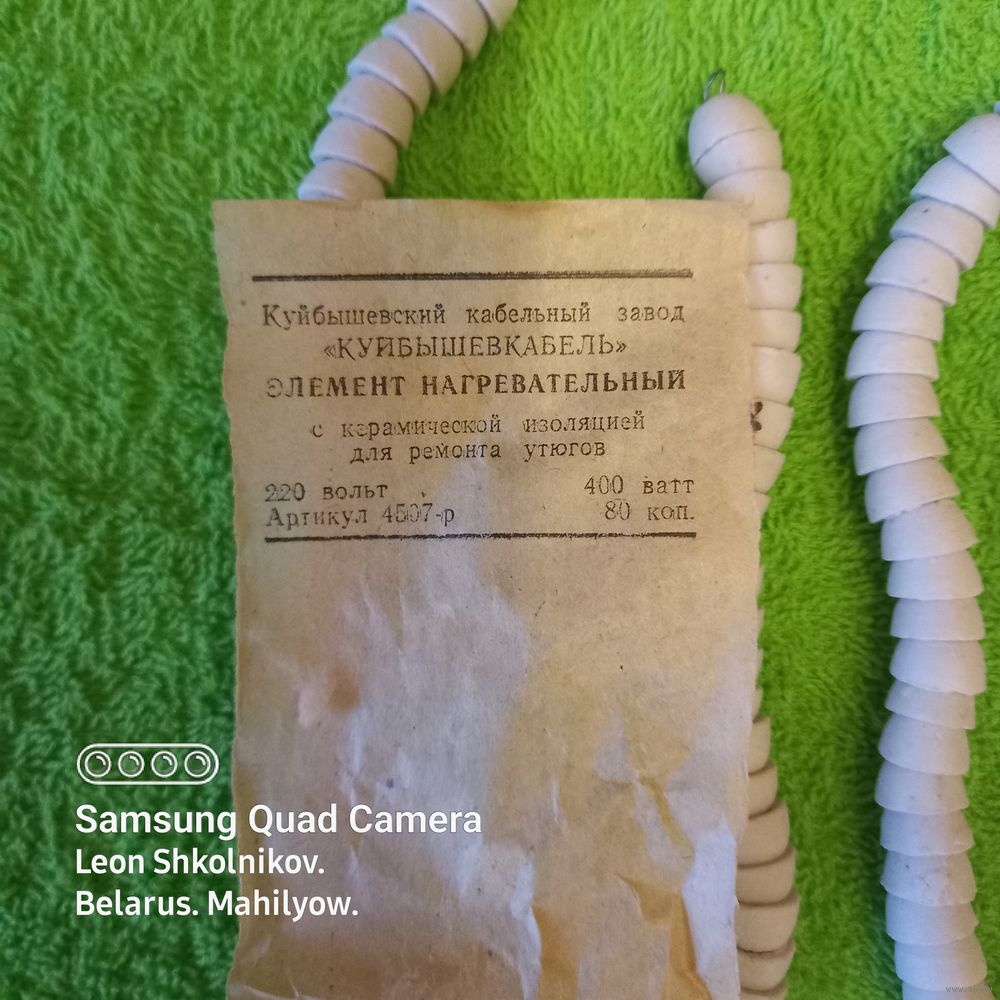 Куйбышевский кабельный завод
«КУЙБЫШЕВКАБЕЛЬ»
ЭЛЕМЕНТ НАГРЕВАТЕЛЬНЫЙ
с керамической изоляцией
для ремонта утюгов
220 вольт 400 ватт
Артикул 4507-р 80 коп.
Samsung Quad Camera
Leon Shkolnikov.
Belarus. Mahilyow.